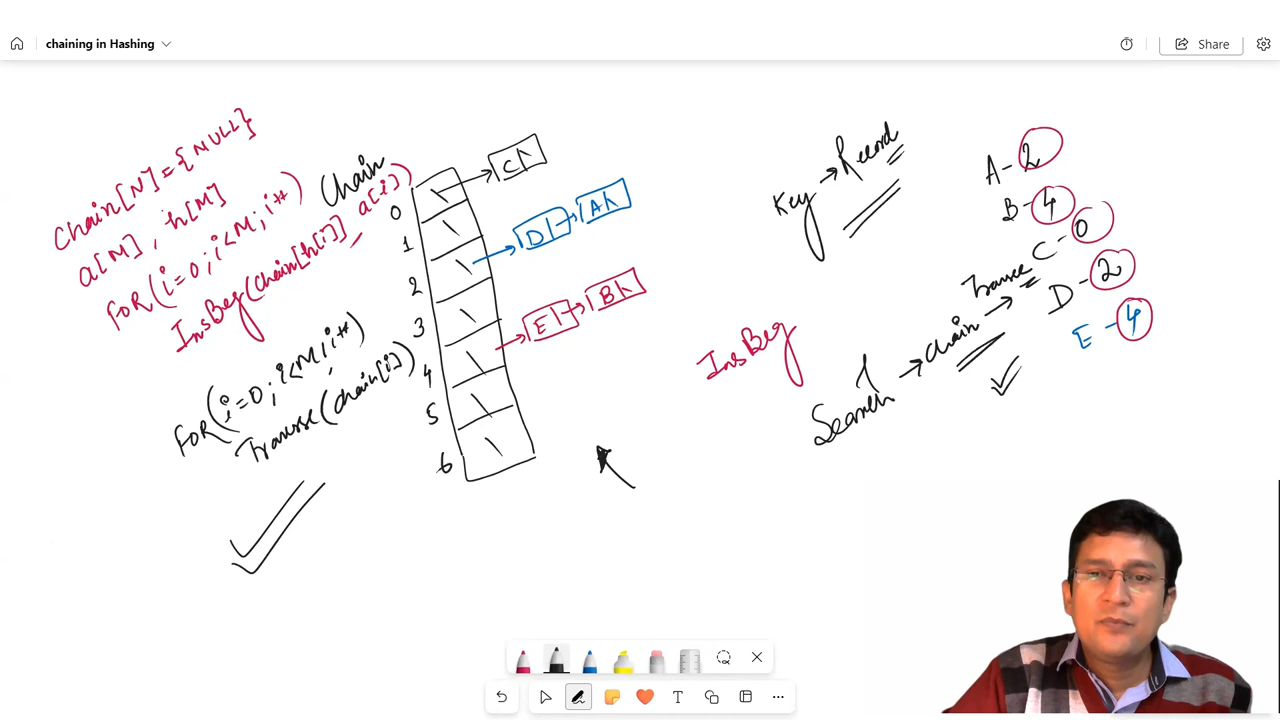 chaining in Hashing
Share
Chain[N] = {NULL}
a[M], h[M]
FOR(i=0; i<M; i++)
InsBeg(chain[h[i]], a[i])
FOR(i=0; i<M; i++)
Traverse(chain[i])
Chain
0
1
2
3
4
5
6
C \
D
A \
E
B \
Key → Record
InsBeg
Search → chain → Traverse
A - 2
B - 4
C - 0
D - 2
E - 4
T